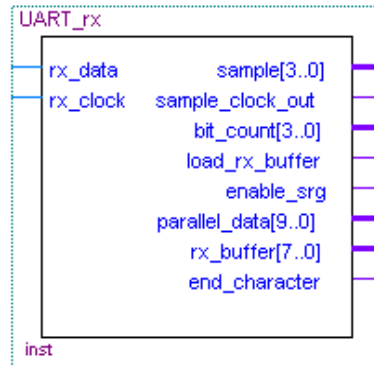 UART_rx
rx_data sample[3..0]
rx_clock sample_clock_out
bit_count[3..0]
load_rx_buffer
enable_srg
parallel_data[9..0]
rx_buffer[7..0]
end_character
inst